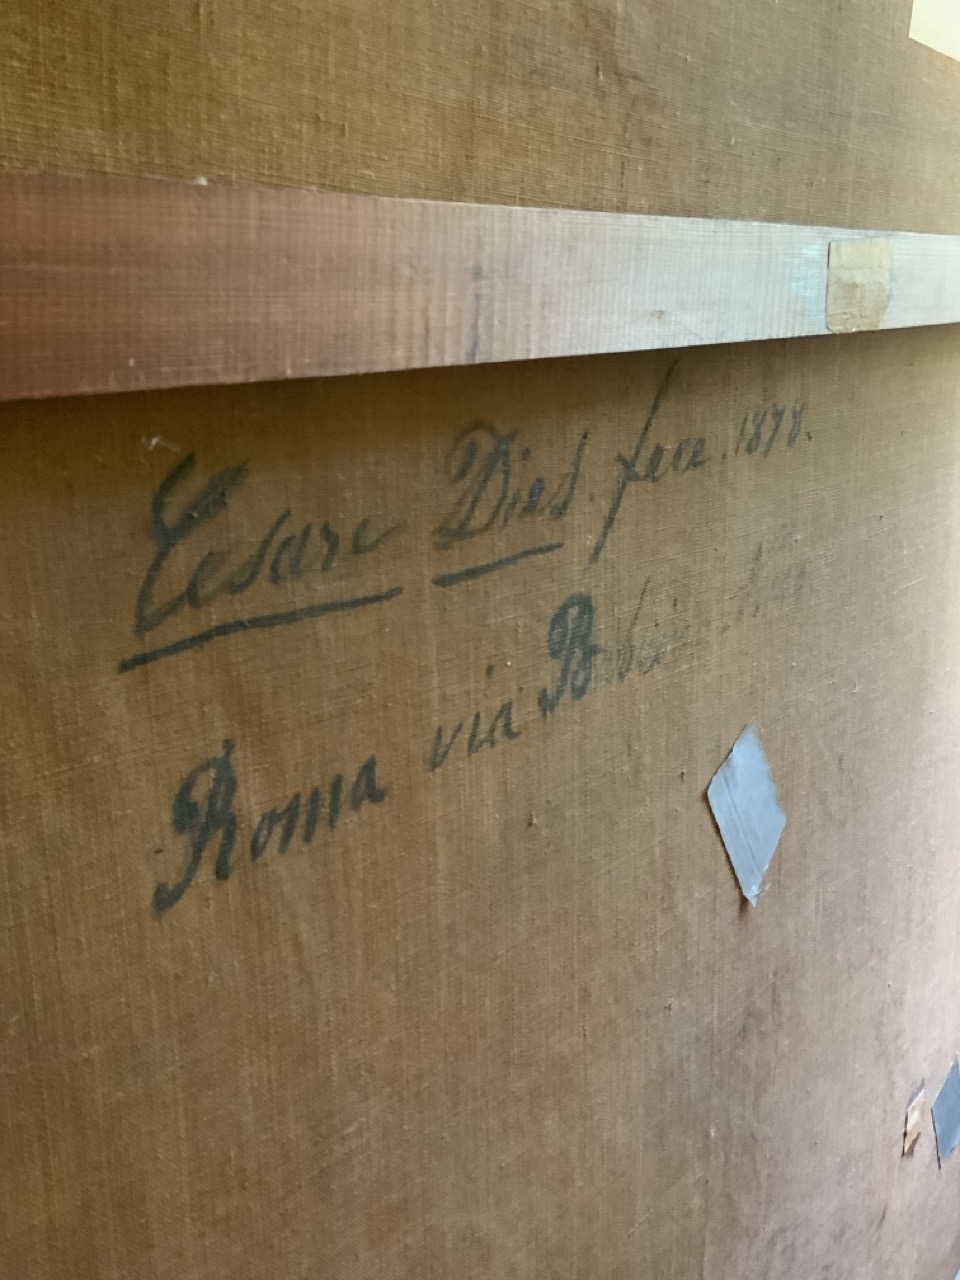 Cesare Dies fece 1878.
Roma via